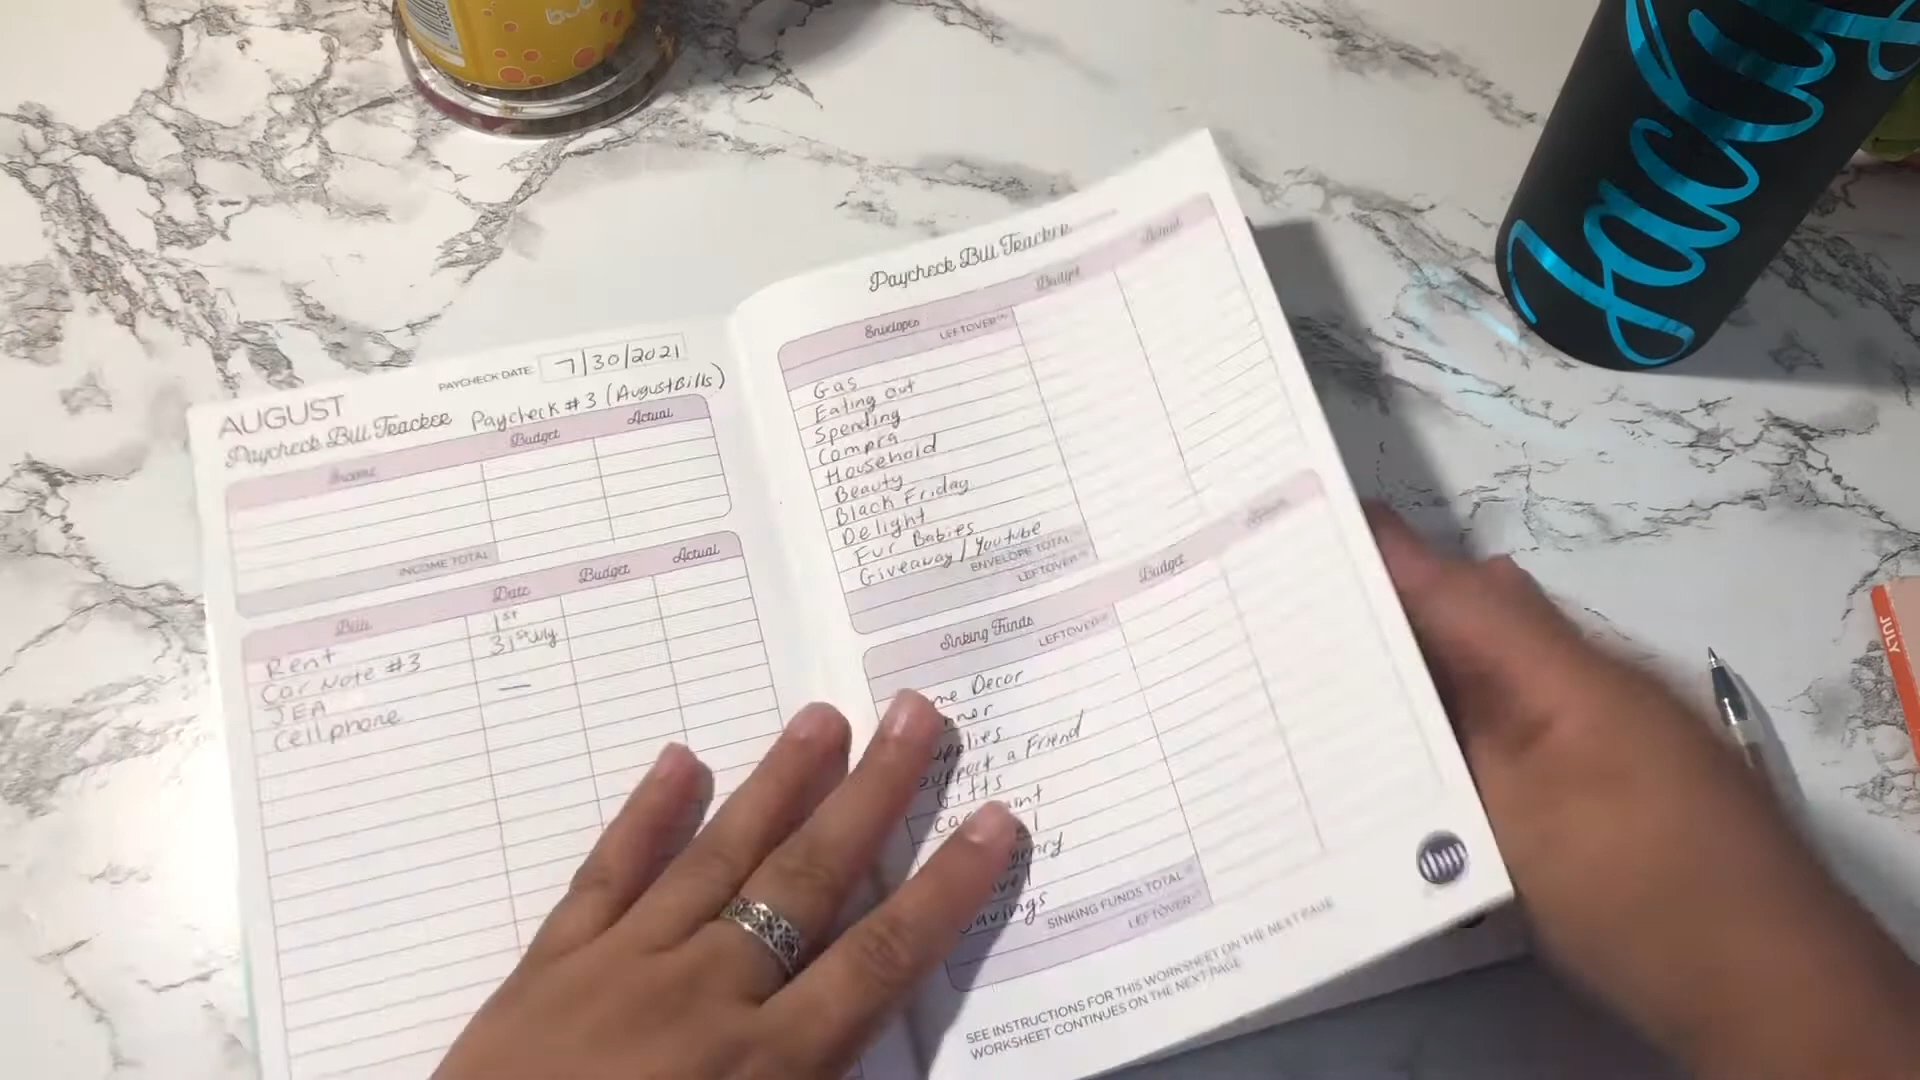 AUGUST
PAYCHECK DATE: 7/30/2021
Paycheck Bill Tracker Paycheck #3 (August Bills)
Income Budget Actual
INCOME TOTAL
Bills Date Budget Actual
Rent 1st
Car Note #3 31st July
JEA —
Cellphone
Paycheck Bill Tracker
Envelopes Budget Actual
LEFTOVER
Gas
Eating out
Spending
Compra
Household
Beauty
Black Friday
Delight
Fur Babies
Giveaway/Youtube
ENVELOPE TOTAL
LEFTOVER
Sinking Funds Budget
LEFTOVER
Decor
Support a Friend
Gifts
Savings
SINKING FUNDS TOTAL
LEFTOVER
SEE INSTRUCTIONS FOR THIS WORKSHEET ON THE NEXT PAGE
WORKSHEET CONTINUES ON THE NEXT PAGE
JULY